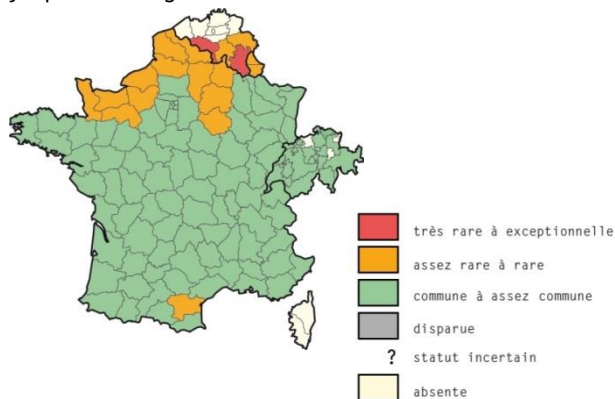 très rare à exceptionnelle
assez rare à rare
commune à assez commune
disparue
? statut incertain
absente